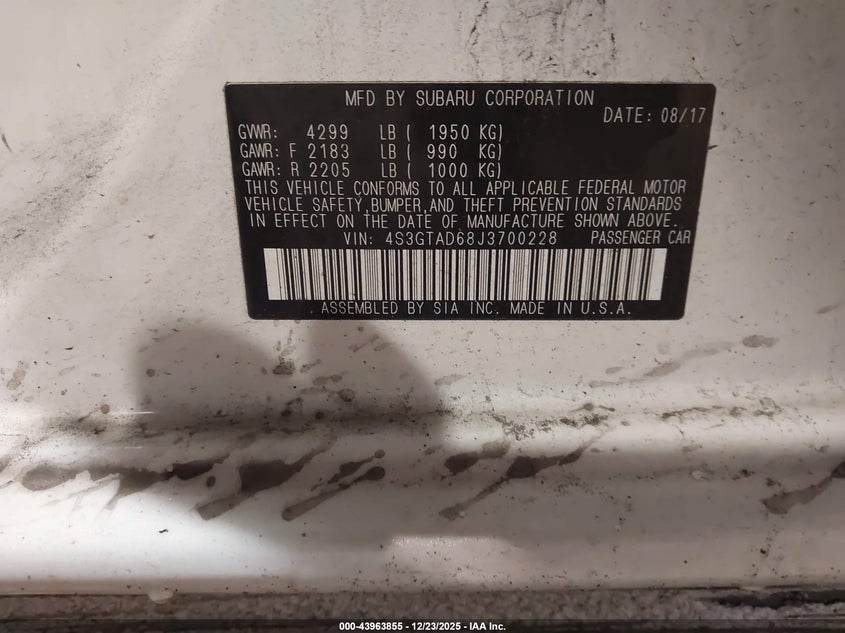 MFD BY SUBARU CORPORATION
DATE: 08/17
GVWR: 4299 LB ( 1950 KG)
GAWR: F 2183 LB ( 990 KG)
GAWR: R 2205 LB ( 1000 KG)
THIS VEHICLE CONFORMS TO ALL APPLICABLE FEDERAL MOTOR
VEHICLE SAFETY, BUMPER, AND THEFT PREVENTION STANDARDS
IN EFFECT ON THE DATE OF MANUFACTURE SHOWN ABOVE.
VIN: 4S3GTAD68J3700228 PASSENGER CAR
ASSEMBLED BY SIA INC. MADE IN U.S.A.
000-43963855 - 12/23/2025 - IAA Inc.